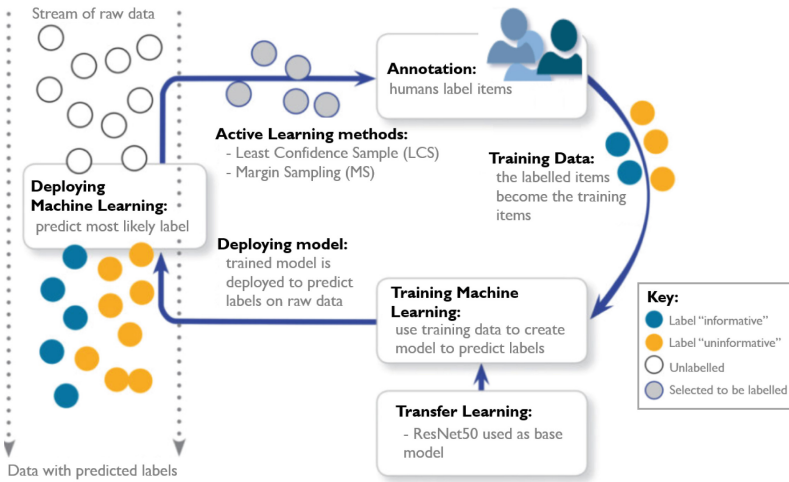 Stream of raw data
Annotation:
humans label items
Active Learning methods:
- Least Confidence Sample (LCS)
- Margin Sampling (MS)
Training Data:
the labelled items
become the training
items
Deploying
Machine Learning:
predict most likely label
Deploying model:
trained model is
deployed to predict
labels on raw data
Training Machine
Learning:
use training data to create
model to predict labels
Transfer Learning:
- ResNet50 used as base
model
Key:
Label "informative"
Label "uninformative"
Unlabelled
Selected to be labelled
Data with predicted labels